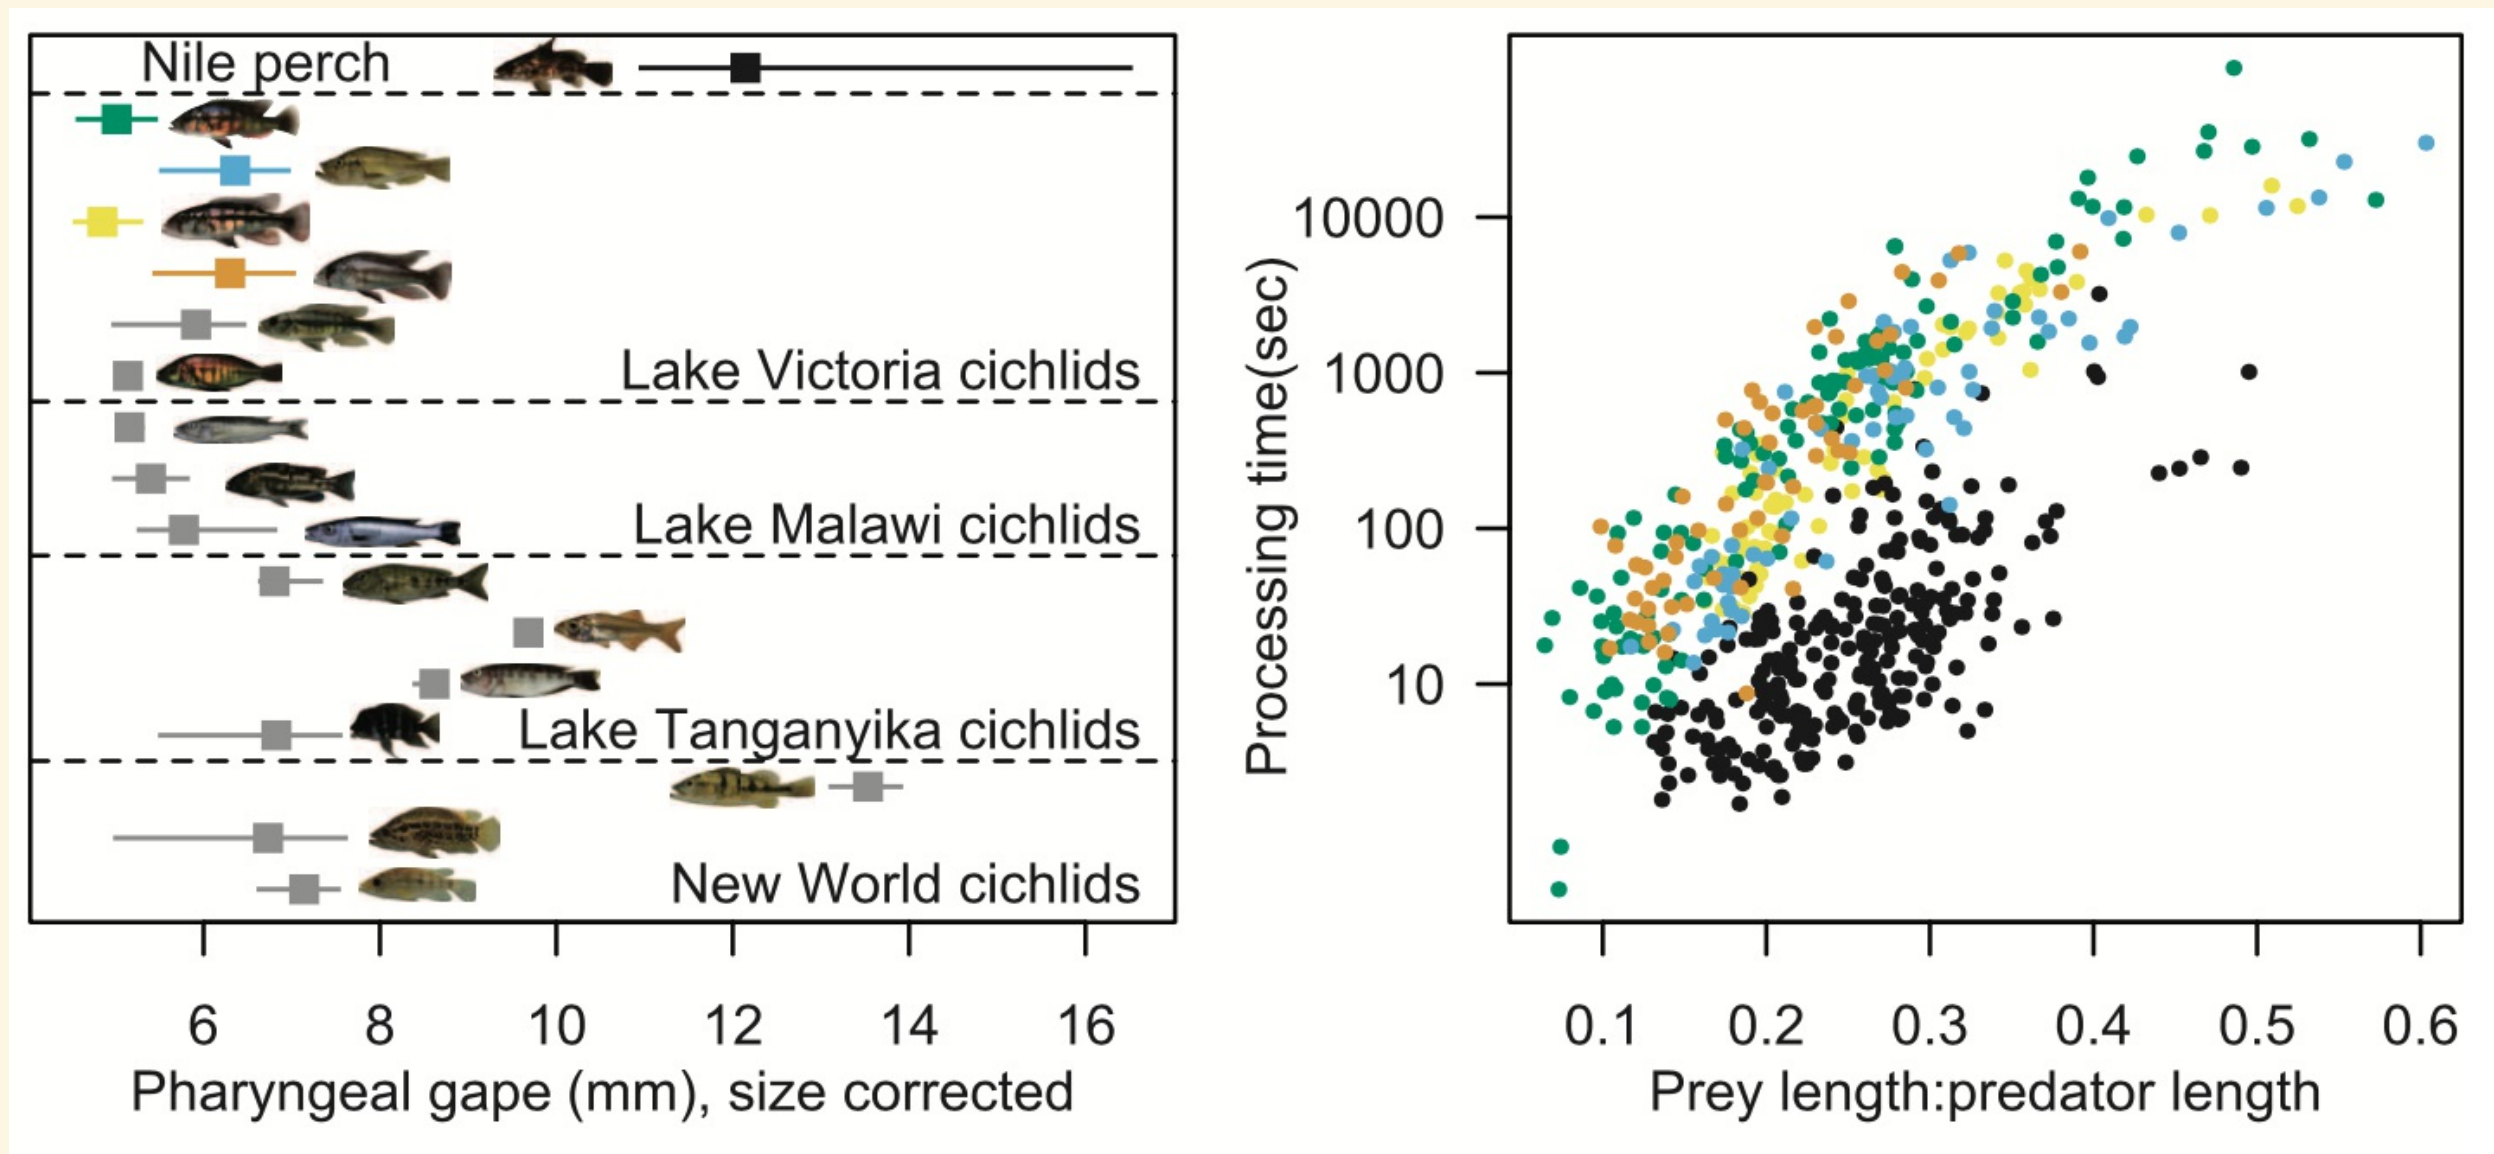 Nile perch
Lake Victoria cichlids
Lake Malawi cichlids
Lake Tanganyika cichlids
New World cichlids
6 8 10 12 14 16
Pharyngeal gape (mm), size corrected
Processing time(sec)
10000
1000
100
10
0.1 0.2 0.3 0.4 0.5 0.6
Prey length:predator length